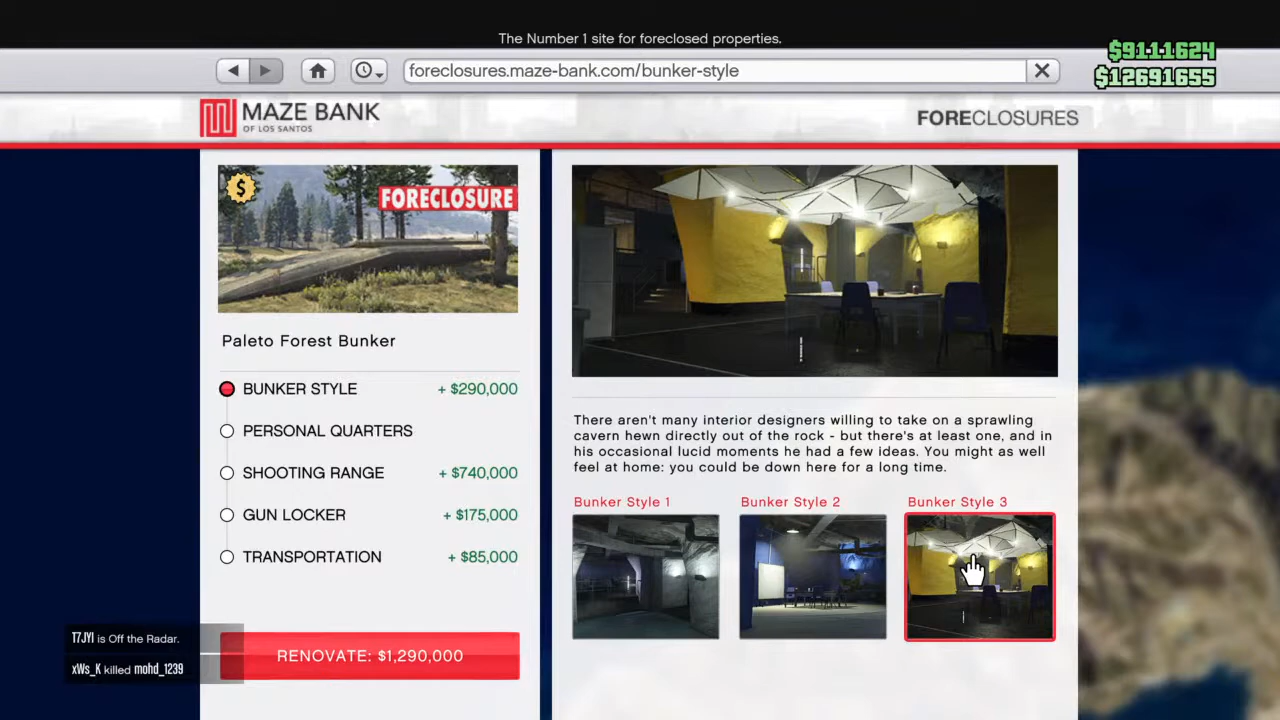 The Number 1 site for foreclosed properties.
$9111624
$12691655
foreclosures.maze-bank.com/bunker-style
MAZE BANK
OF LOS SANTOS
FORECLOSURES
$
FORECLOSURE
Paleto Forest Bunker
BUNKER STYLE + $290,000
PERSONAL QUARTERS
SHOOTING RANGE + $740,000
GUN LOCKER + $175,000
TRANSPORTATION + $85,000
RENOVATE: $1,290,000
There aren't many interior designers willing to take on a sprawling
cavern hewn directly out of the rock - but there's at least one, and in
his occasional lucid moments he had a few ideas. You might as well
feel at home: you could be down here for a long time.
Bunker Style 1
Bunker Style 2
Bunker Style 3
T7JYI is Off the Radar.
xWs_K killed mohd_1239